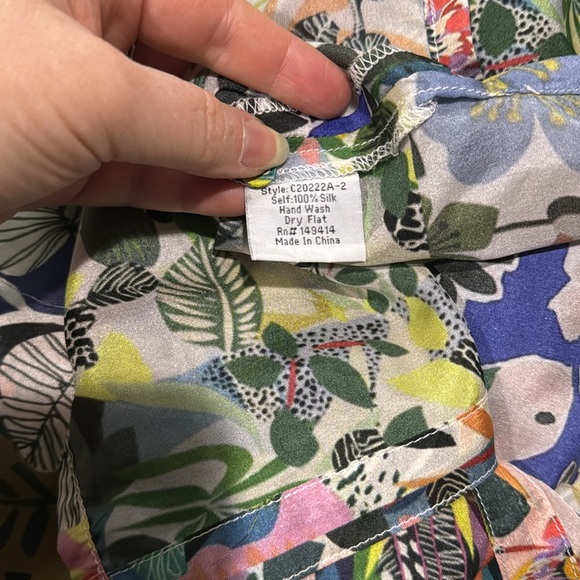 Style: C20222A-2
Self:100% Silk
Hand Wash
Dry Flat
Rn# 149414
Made In China